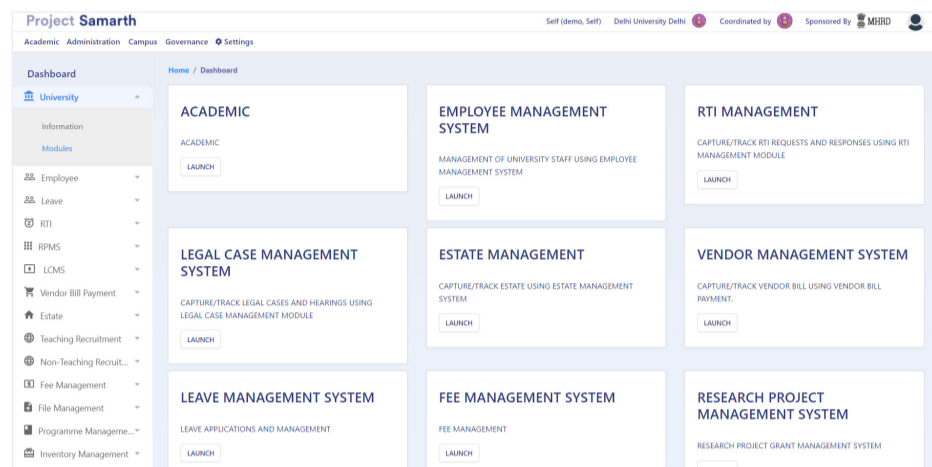 Project Samarth
Self (demo, Self) Delhi University Delhi Coordinated by Sponsored By MHRD
Academic Administration Campus Governance Settings
Dashboard
University
Information
Modules
Employee
Leave
RTI
RPMS
LCMS
Vendor Bill Payment
Estate
Teaching Recruitment
Non-Teaching Recruit...
Fee Management
File Management
Programme Manageme...
Inventory Management
Home / Dashboard
ACADEMIC
ACADEMIC
LAUNCH
EMPLOYEE MANAGEMENT
SYSTEM
MANAGEMENT OF UNIVERSITY STAFF USING EMPLOYEE
MANAGEMENT SYSTEM
LAUNCH
RTI MANAGEMENT
CAPTURE/TRACK RTI REQUESTS AND RESPONSES USING RTI
MANAGEMENT MODULE
LAUNCH
LEGAL CASE MANAGEMENT
SYSTEM
CAPTURE/TRACK LEGAL CASES AND HEARINGS USING
LEGAL CASE MANAGEMENT MODULE
LAUNCH
ESTATE MANAGEMENT
CAPTURE/TRACK ESTATE USING ESTATE MANAGEMENT
SYSTEM
LAUNCH
VENDOR MANAGEMENT SYSTEM
CAPTURE/TRACK VENDOR BILL USING VENDOR BILL
PAYMENT.
LAUNCH
LEAVE MANAGEMENT SYSTEM
LEAVE APPLICATIONS AND MANAGEMENT
LAUNCH
FEE MANAGEMENT SYSTEM
FEE MANAGEMENT
LAUNCH
RESEARCH PROJECT
MANAGEMENT SYSTEM
RESEARCH PROJECT GRANT MANAGEMENT SYSTEM